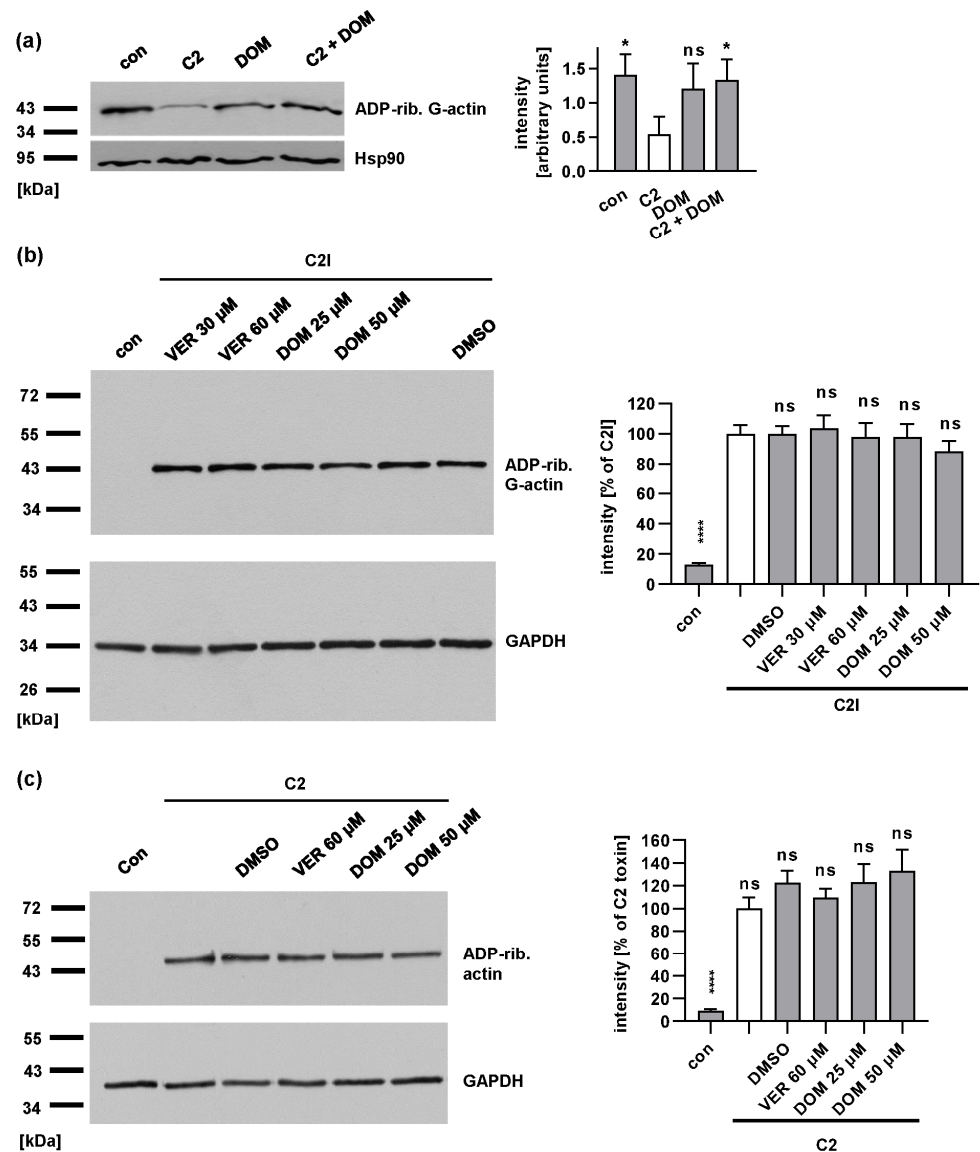 (a)
con
C2
DOM
C2 + DOM
43
34
95
[kDa]
ADP-rib. G-actin
Hsp90
intensity
[arbitrary units]
1.5
1.0
0.5
0.0
*
ns
*
con
C2
DOM
C2 + DOM
(b)
C2I
con
VER 30 µM
VER 60 µM
DOM 25 µM
DOM 50 µM
DMSO
72
55
43
34
ADP-rib.
G-actin
55
43
34
26
[kDa]
GAPDH
intensity [% of C2I]
120
100
80
60
40
20
0
****
ns
ns
ns
ns
ns
con
DMSO
VER 30 µM
VER 60 µM
DOM 25 µM
DOM 50 µM
C2I
(c)
C2
Con
DMSO
VER 60 µM
DOM 25 µM
DOM 50 µM
72
55
43
ADP-rib.
actin
55
43
34
[kDa]
GAPDH
intensity [% of C2 toxin]
160
140
120
100
80
60
40
20
0
****
ns
ns
ns
ns
ns
con
DMSO
VER 60 µM
DOM 25 µM
DOM 50 µM
C2